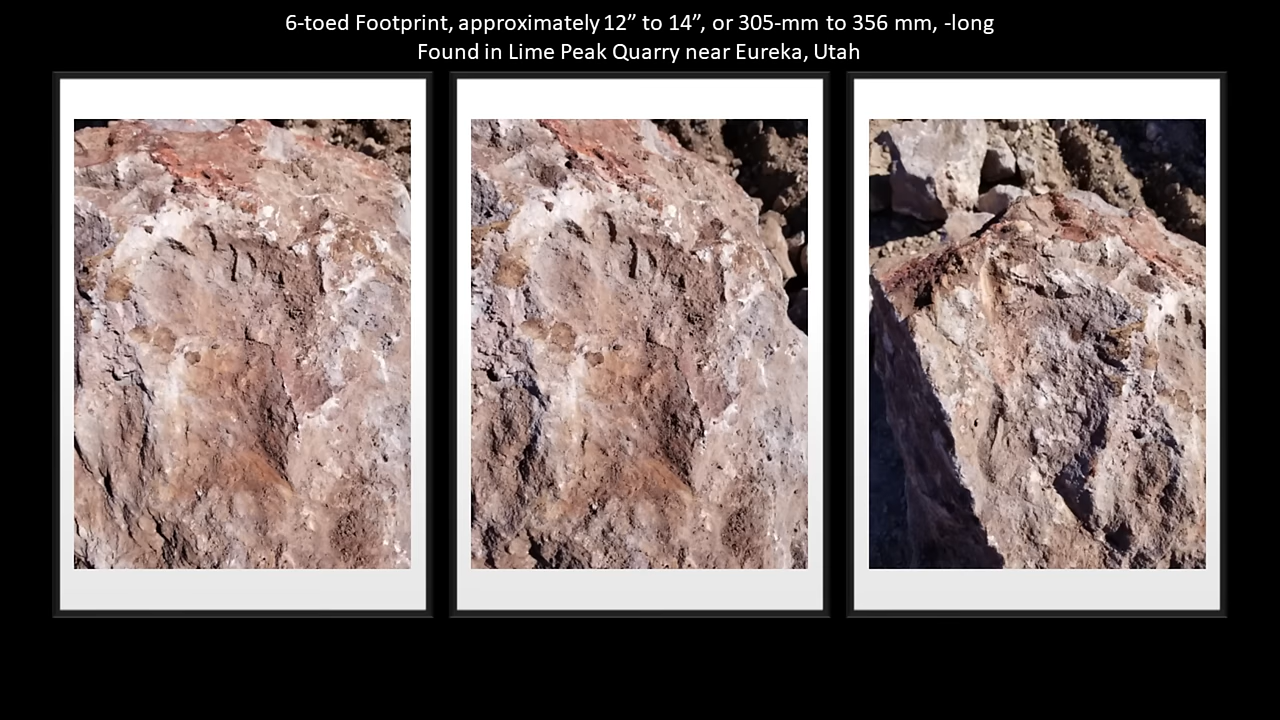 6-toed Footprint, approximately 12” to 14”, or 305-mm to 356 mm, -long
Found in Lime Peak Quarry near Eureka, Utah